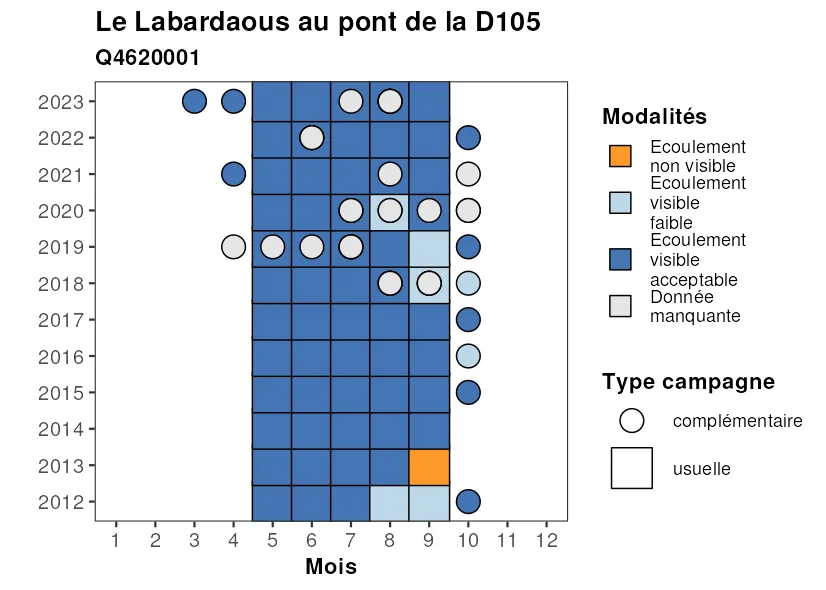 Le Labardaous au pont de la D105
Q4620001
2023
2022
2021
2020
2019
2018
2017
2016
2015
2014
2013
2012
1 2 3 4 5 6 7 8 9 10 11 12
Mois
Modalités
Ecoulement
non visible
Ecoulement
visible
faible
Ecoulement
visible
acceptable
Donnée
manquante
Type campagne
complémentaire
usuelle